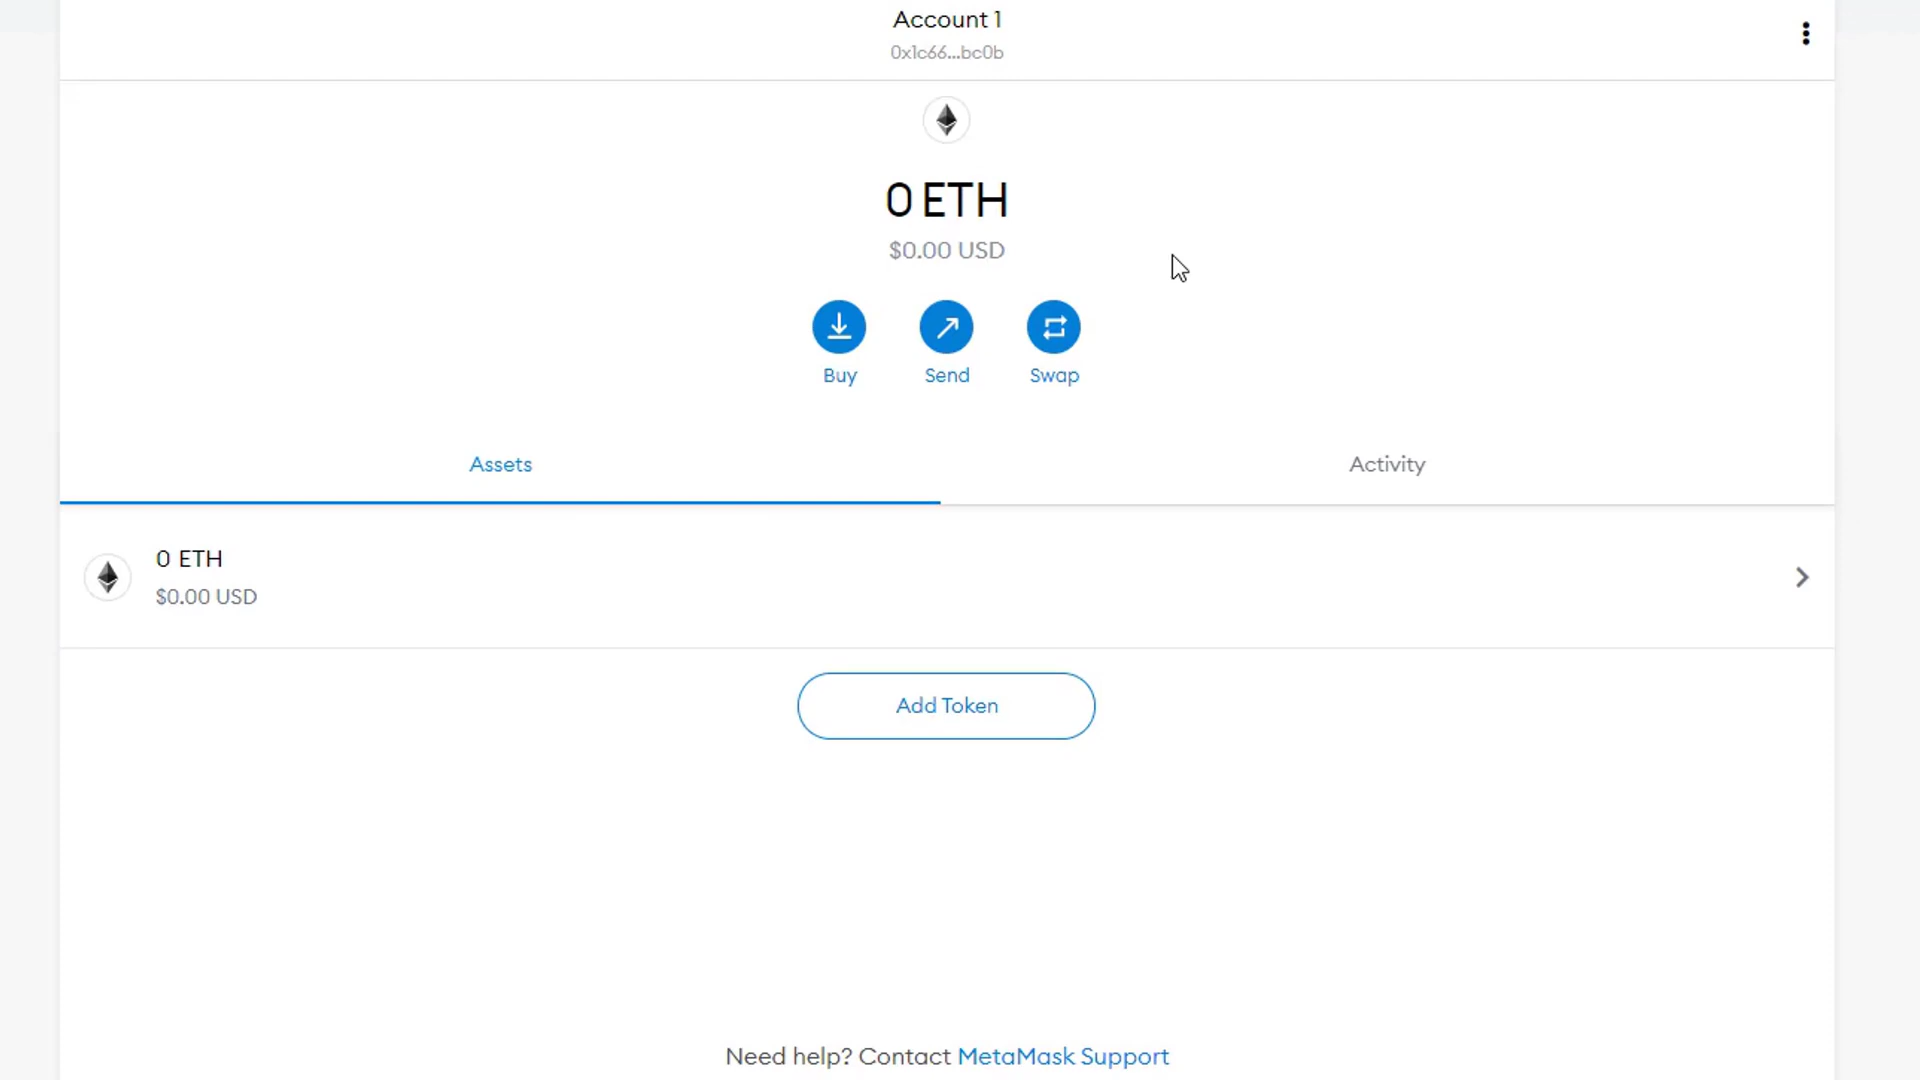 Account 1
0x1c66...bc0b
0 ETH
$0.00 USD
Buy Send Swap
Assets Activity
0 ETH
$0.00 USD
Add Token
Need help? Contact MetaMask Support